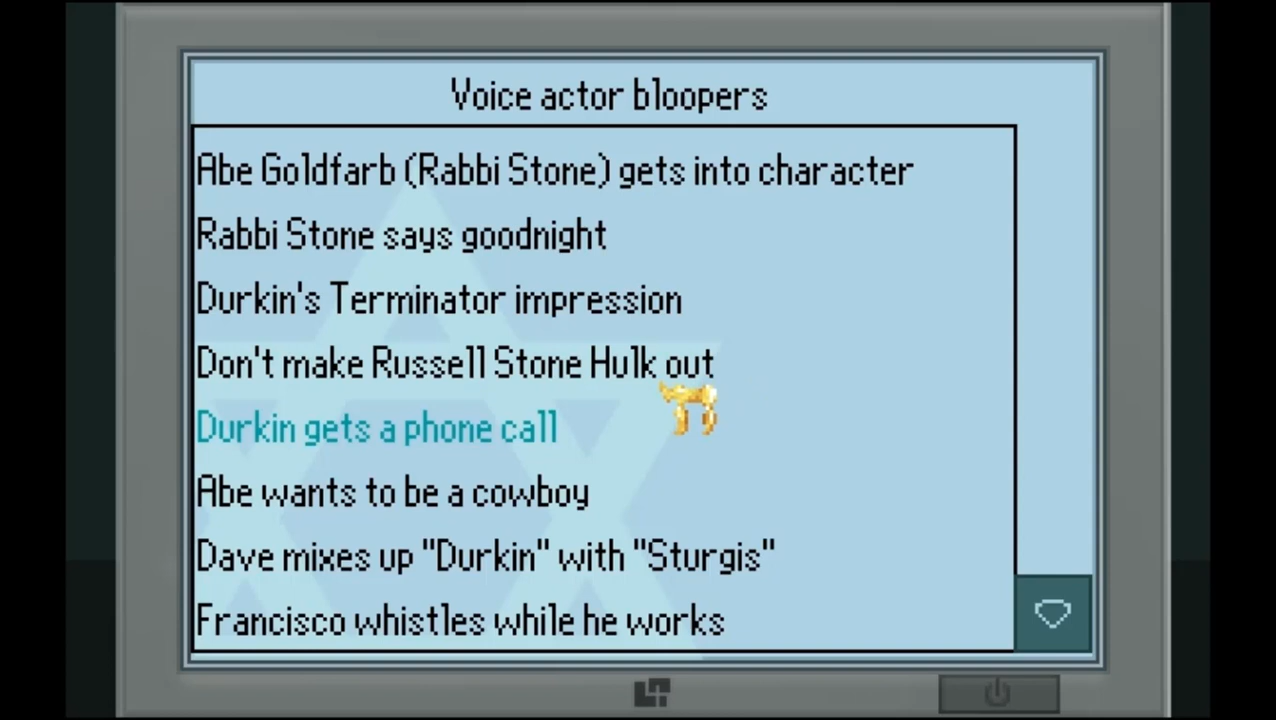 Voice actor bloopers
Abe Goldfarb (Rabbi Stone) gets into character
Rabbi Stone says goodnight
Durkin's Terminator impression
Don't make Russell Stone Hulk out
Durkin gets a phone call
Abe wants to be a cowboy
Dave mixes up "Durkin" with "Sturgis"
Francisco whistles while he works